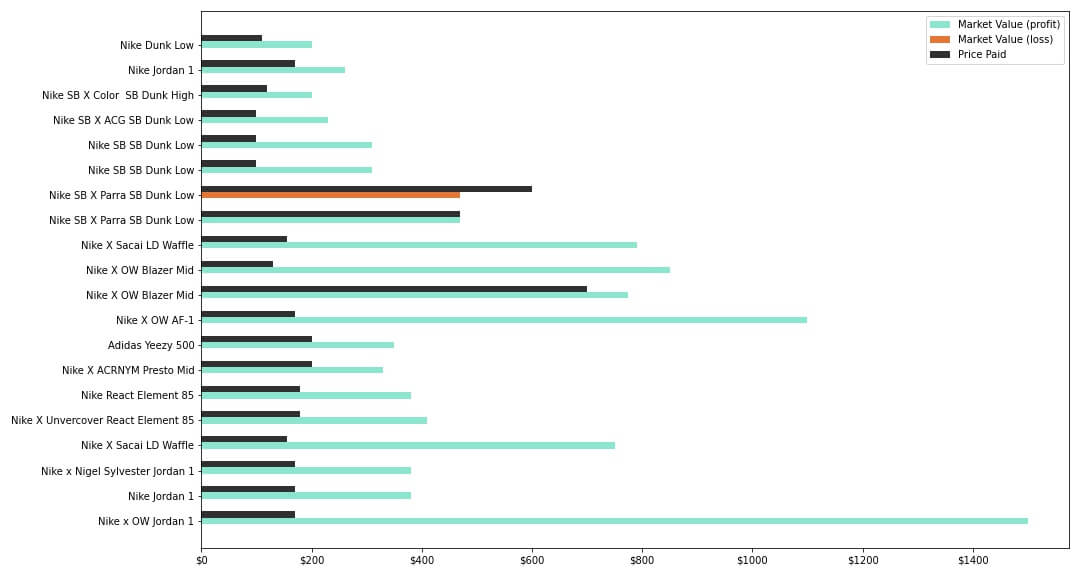 Market Value (profit)
Market Value (loss)
Price Paid
Nike Dunk Low
Nike Jordan 1
Nike SB X Color  SB Dunk High
Nike SB X ACG SB Dunk Low
Nike SB SB Dunk Low
Nike SB SB Dunk Low
Nike SB X Parra SB Dunk Low
Nike SB X Parra SB Dunk Low
Nike X Sacai LD Waffle
Nike X OW Blazer Mid
Nike X OW Blazer Mid
Nike X OW AF-1
Adidas Yeezy 500
Nike X ACRNYM Presto Mid
Nike React Element 85
Nike X Unvercover React Element 85
Nike X Sacai LD Waffle
Nike x Nigel Sylvester Jordan 1
Nike Jordan 1
Nike x OW Jordan 1
$0 $200 $400 $600 $800 $1000 $1200 $1400